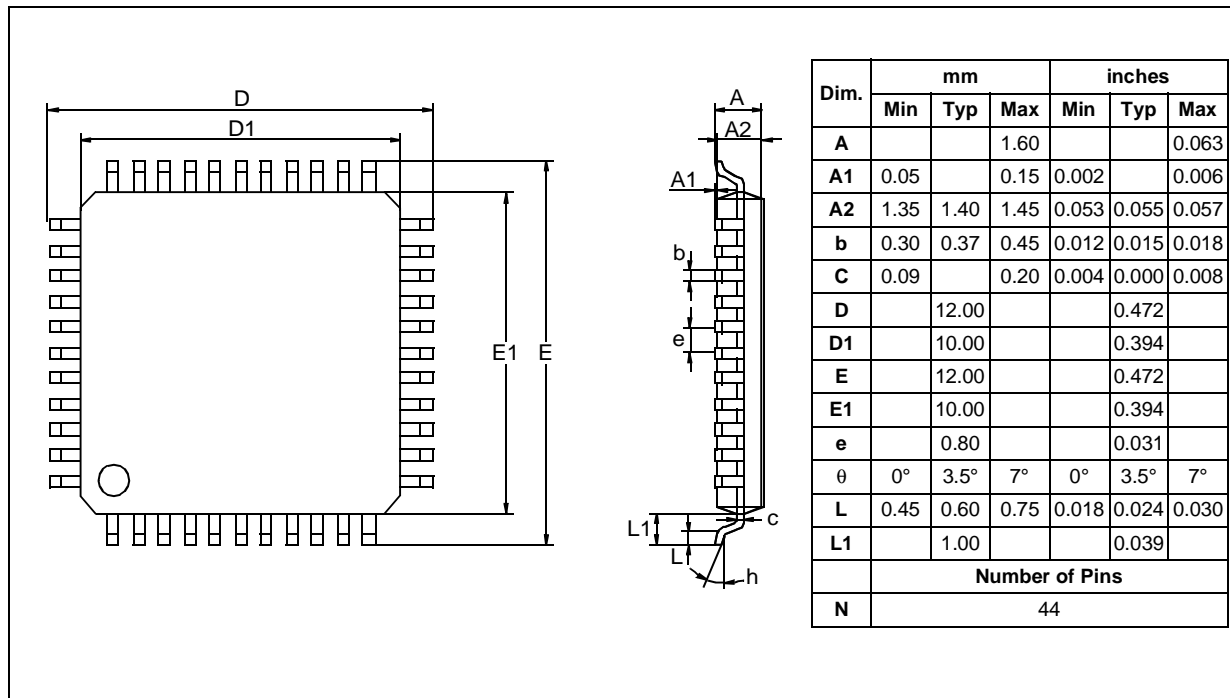 D
D1
E1 E
A
A2
A1
b
e
L1
L
c
h
Dim. mm inches
Min Typ Max Min Typ Max
A 1.60 0.063
A1 0.05 0.15 0.002 0.006
A2 1.35 1.40 1.45 0.053 0.055 0.057
b 0.30 0.37 0.45 0.012 0.015 0.018
C 0.09 0.20 0.004 0.000 0.008
D 12.00 0.472
D1 10.00 0.394
E 12.00 0.472
E1 10.00 0.394
e 0.80 0.031
θ 0° 3.5° 7° 0° 3.5° 7°
L 0.45 0.60 0.75 0.018 0.024 0.030
L1 1.00 0.039
Number of Pins
N 44